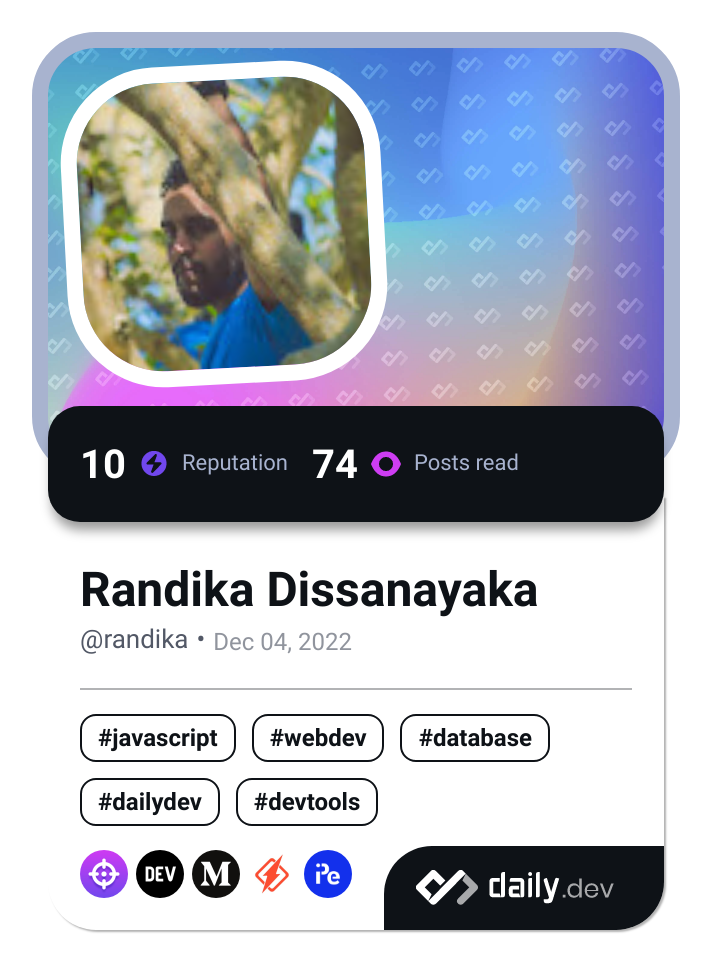 10 Reputation 74 Posts read
Randika Dissanayaka
@randika • Dec 04, 2022
#javascript #webdev #database
#dailydev #devtools
DEV M iPe
daily.dev